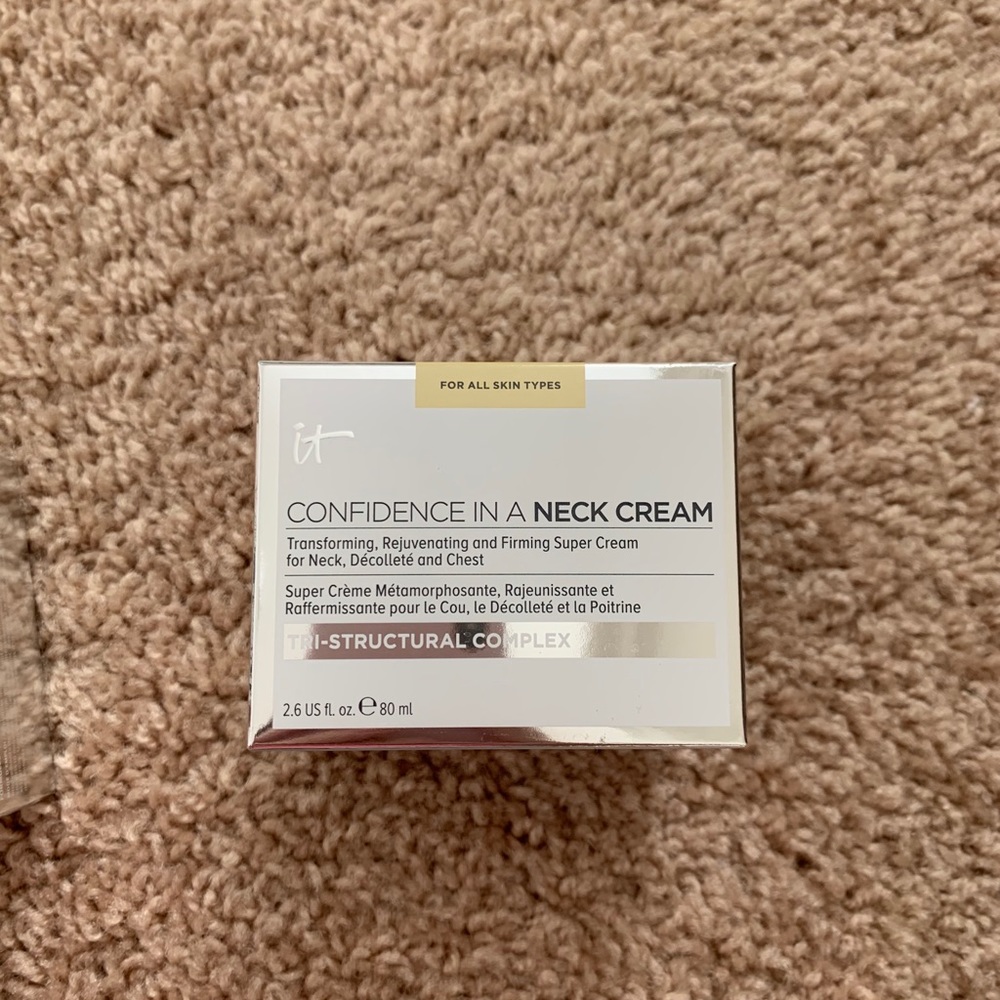 FOR ALL SKIN TYPES
it
CONFIDENCE IN A NECK CREAM
Transforming, Rejuvenating and Firming Super Cream
for Neck, Décolleté and Chest
Super Crème Métamorphosante, Rajeunissante et
Raffermissante pour le Cou, le Décolleté et la Poitrine
TRI-STRUCTURAL COMPLEX
2.6 US fl. oz. ℮ 80 ml